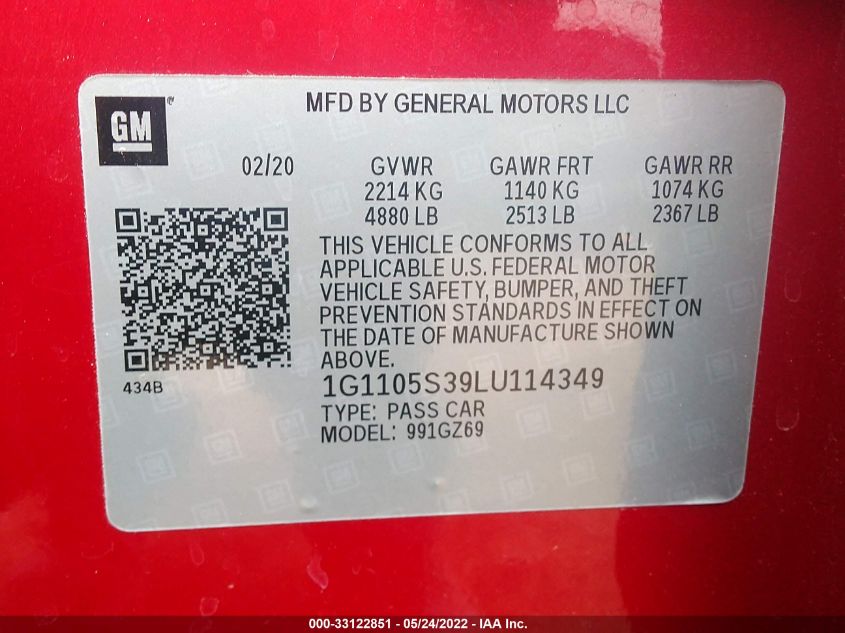 GM
MFD BY GENERAL MOTORS LLC
02/20 GVWR GAWR FRT GAWR RR
2214 KG 1140 KG 1074 KG
4880 LB 2513 LB 2367 LB
THIS VEHICLE CONFORMS TO ALL
APPLICABLE U.S. FEDERAL MOTOR
VEHICLE SAFETY, BUMPER, AND THEFT
PREVENTION STANDARDS IN EFFECT ON
THE DATE OF MANUFACTURE SHOWN
ABOVE.
434B
1G1105S39LU114349
TYPE: PASS CAR
MODEL: 991GZ69
000-33122851 - 05/24/2022 - IAA Inc.